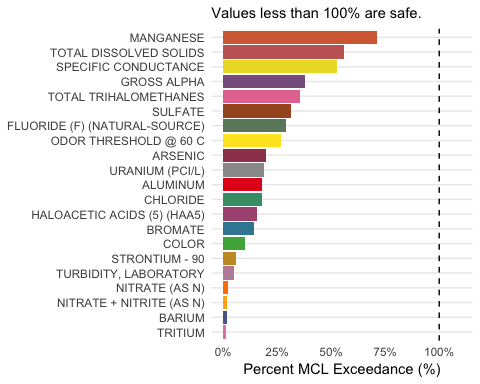 Values less than 100% are safe.
MANGANESE
TOTAL DISSOLVED SOLIDS
SPECIFIC CONDUCTANCE
GROSS ALPHA
TOTAL TRIHALOMETHANES
SULFATE
FLUORIDE (F) (NATURAL-SOURCE)
ODOR THRESHOLD @ 60 C
ARSENIC
URANIUM (PCI/L)
ALUMINUM
CHLORIDE
HALOACETIC ACIDS (5) (HAA5)
BROMATE
COLOR
STRONTIUM - 90
TURBIDITY, LABORATORY
NITRATE (AS N)
NITRATE + NITRITE (AS N)
BARIUM
TRITIUM
0% 25% 50% 75% 100%
Percent MCL Exceedance (%)